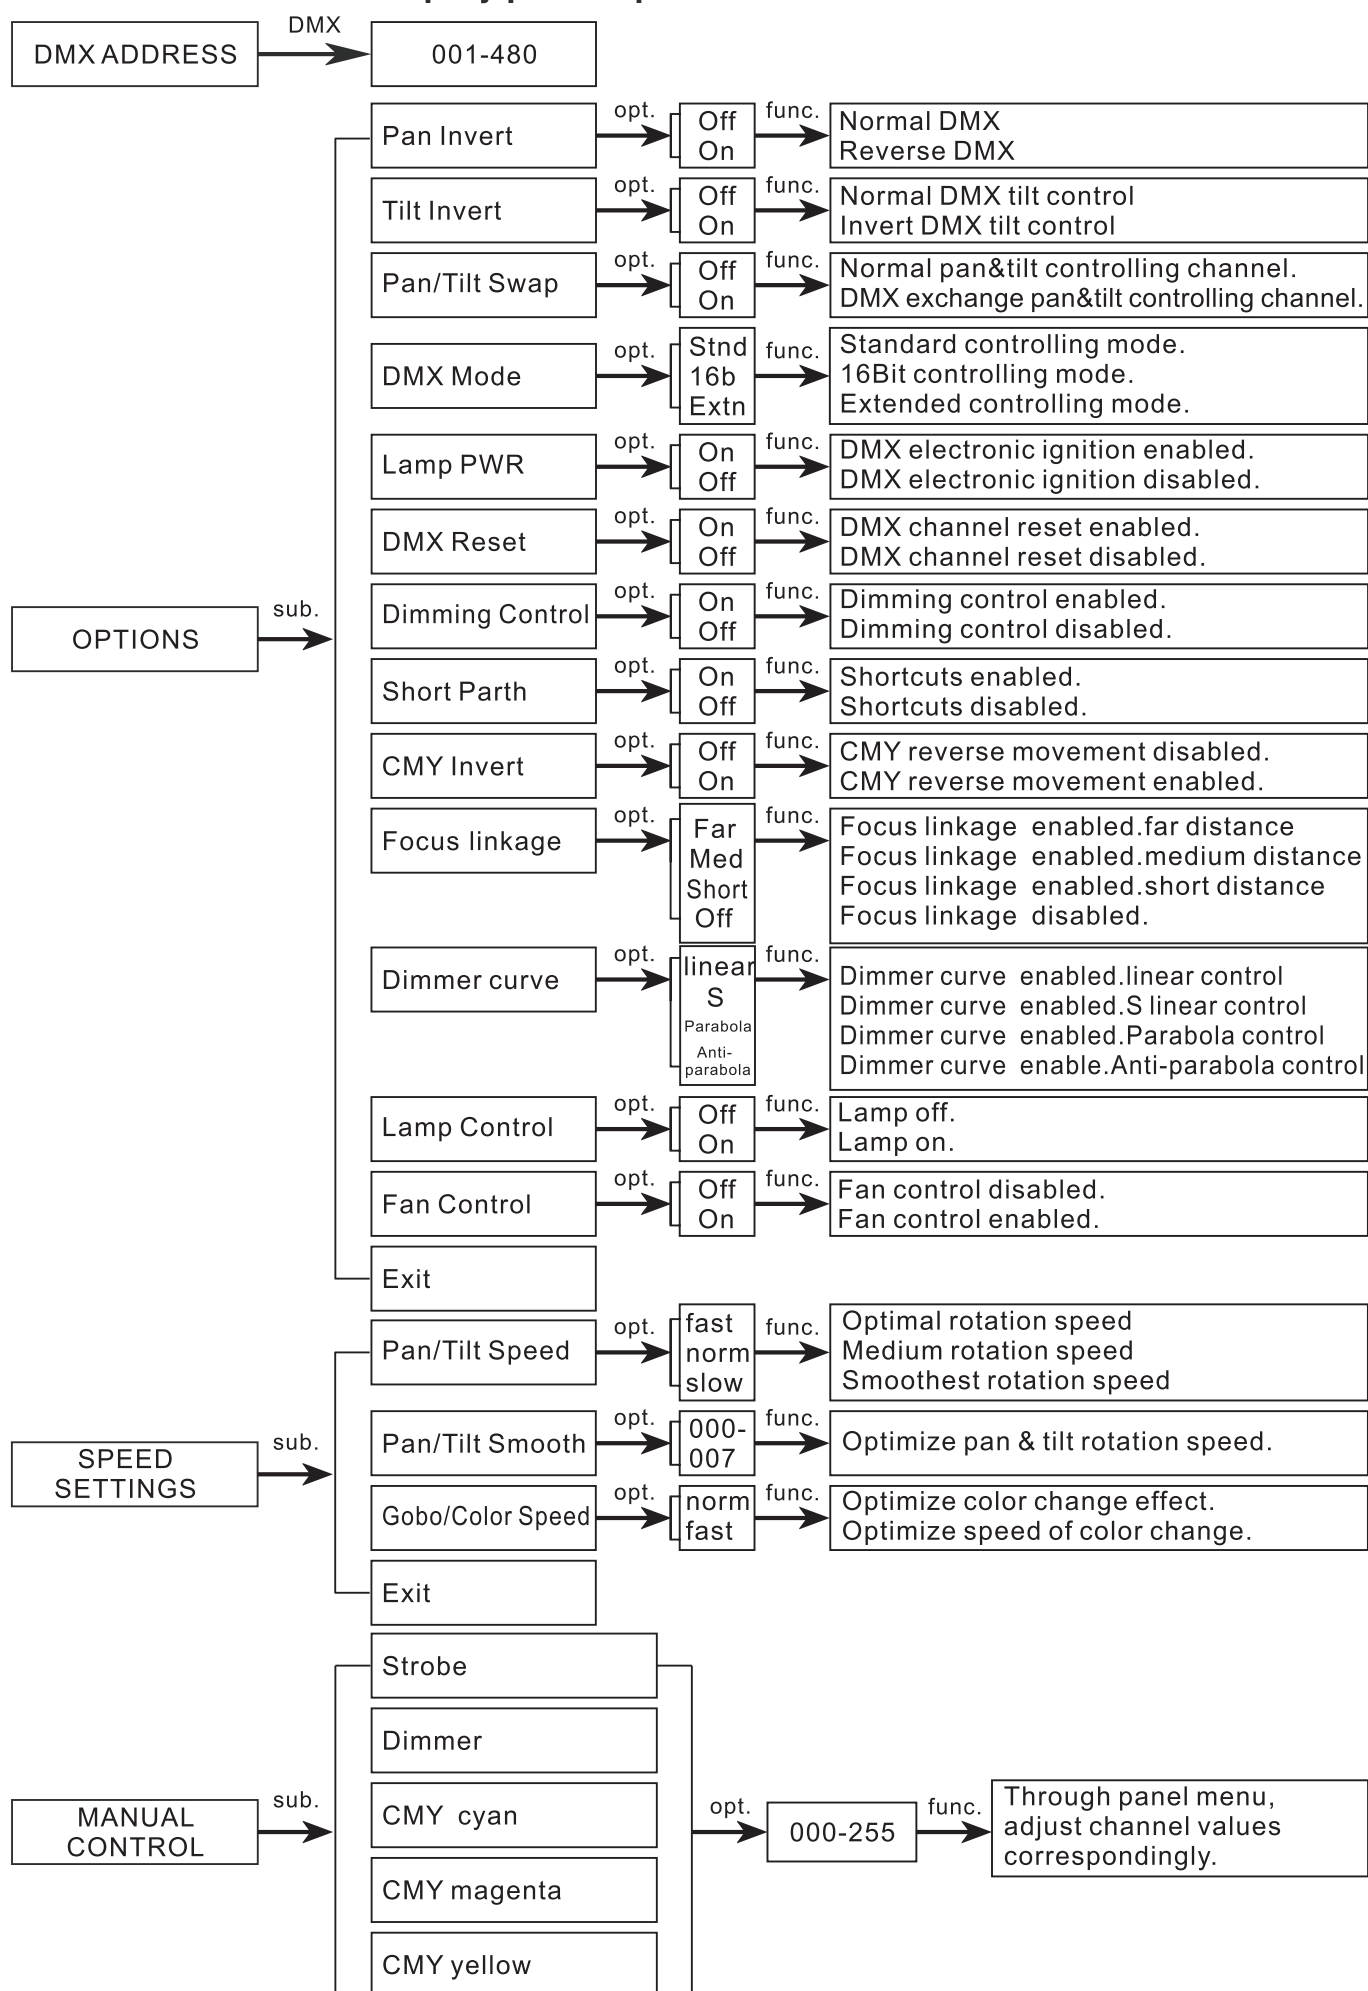 DMX
DMX ADDRESS
001-480
Pan Invert
opt.
Off
On
func.
Normal DMX
Reverse DMX
Tilt Invert
opt.
Off
On
func.
Normal DMX tilt control
Invert DMX tilt control
Pan/Tilt Swap
opt.
Off
On
func.
Normal pan&tilt controlling channel.
DMX exchange pan&tilt controlling channel.
DMX Mode
opt.
Stnd
16b
Extn
func.
Standard controlling mode.
16Bit controlling mode.
Extended controlling mode.
Lamp PWR
opt.
On
Off
func.
DMX electronic ignition enabled.
DMX electronic ignition disabled.
DMX Reset
opt.
On
Off
func.
DMX channel reset enabled.
DMX channel reset disabled.
OPTIONS
sub.
Dimming Control
opt.
On
Off
func.
Dimming control enabled.
Dimming control disabled.
Short Parth
opt.
On
Off
func.
Shortcuts enabled.
Shortcuts disabled.
CMY Invert
opt.
Off
On
func.
CMY reverse movement disabled.
CMY reverse movement enabled.
Focus linkage
opt.
Far
Med
Short
Off
func.
Focus linkage enabled.far distance
Focus linkage enabled.medium distance
Focus linkage enabled.short distance
Focus linkage disabled.
Dimmer curve
opt.
linear
S
Parabola
Anti-
parabola
func.
Dimmer curve enabled.linear control
Dimmer curve enabled.S linear control
Dimmer curve enabled.Parabola control
Dimmer curve enable.Anti-parabola control
Lamp Control
opt.
Off
On
func.
Lamp off.
Lamp on.
Fan Control
opt.
Off
On
func.
Fan control disabled.
Fan control enabled.
Exit
Pan/Tilt Speed
opt.
fast
norm
slow
func.
Optimal rotation speed
Medium rotation speed
Smoothest rotation speed
SPEED
SETTINGS
sub.
Pan/Tilt Smooth
opt.
000-
007
func.
Optimize pan & tilt rotation speed.
Gobo/Color Speed
opt.
norm
fast
func.
Optimize color change effect.
Optimize speed of color change.
Exit
Strobe
Dimmer
MANUAL
CONTROL
sub.
CMY cyan
opt.
000-255
func.
Through panel menu,
adjust channel values
correspondingly.
CMY magenta
CMY yellow